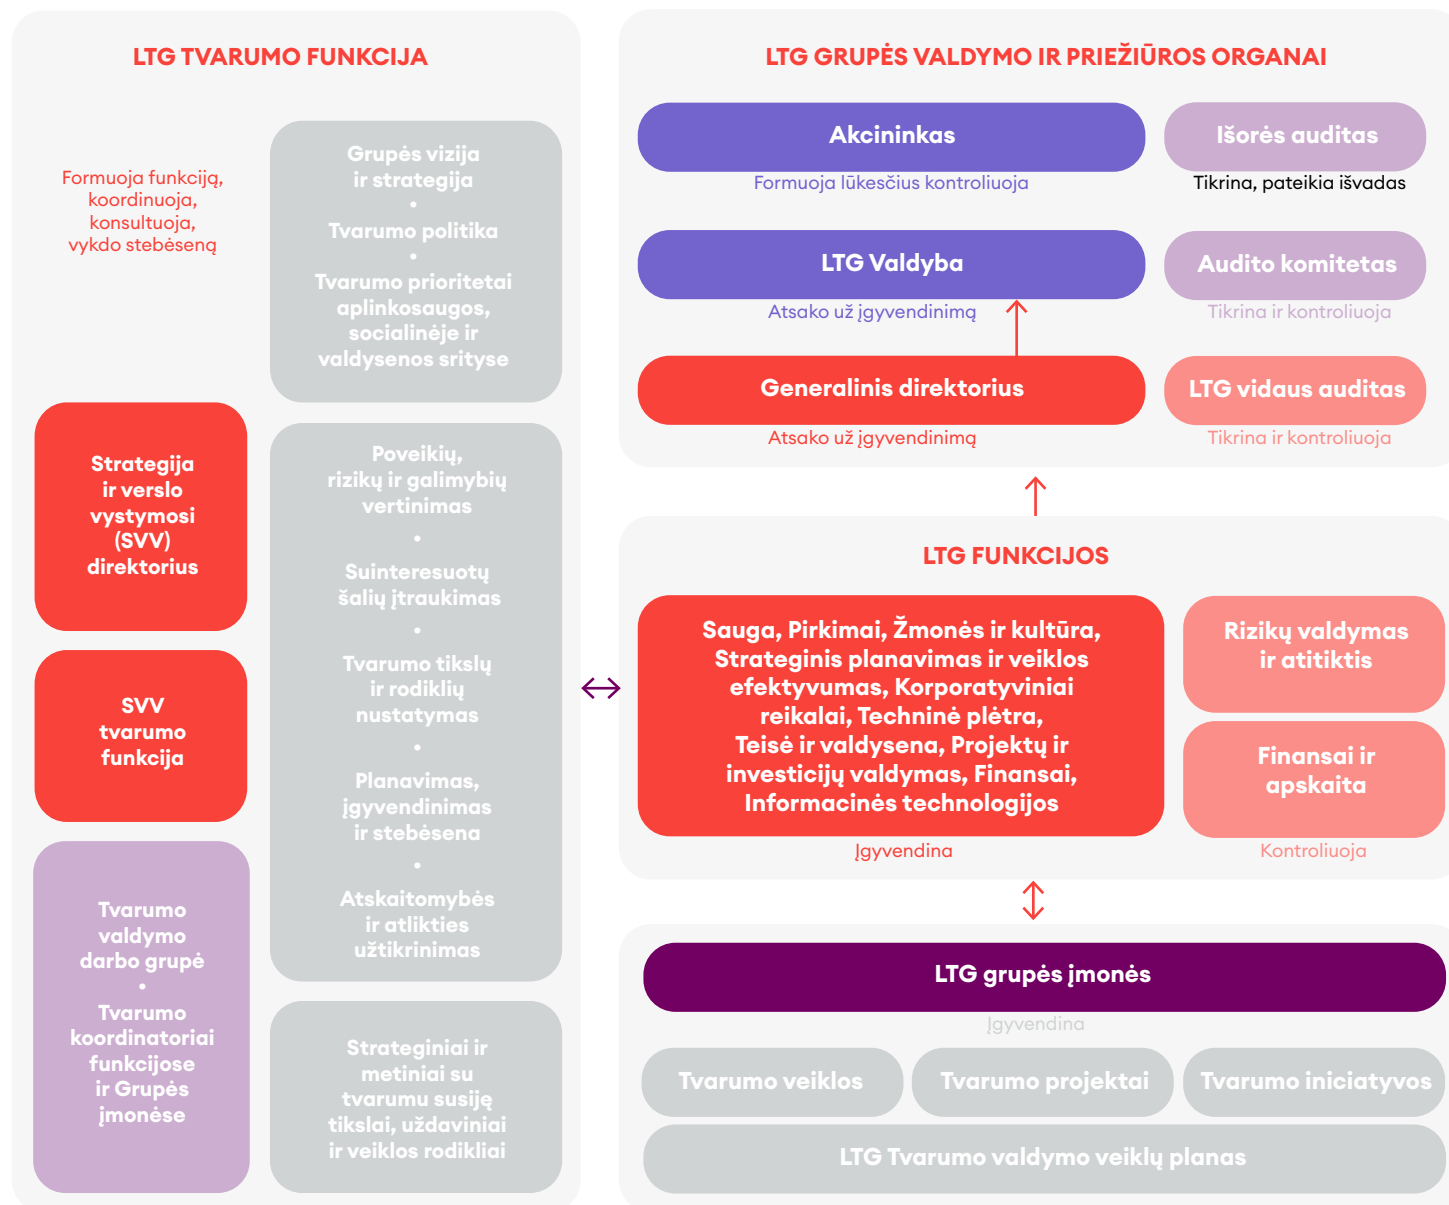 LTG TVARUMO FUNKCIJA
Formuoja funkciją,
koordinuoja,
konsultuoja,
vykdo stebėseną
Grupės vizija
ir strategija
•
Tvarumo politika
•
Tvarumo prioritetai
aplinkosaugos,
socialinėje ir
valdysenos srityse
Strategija
ir verslo
vystymosi
(SVV)
direktorius
SVV
tvarumo
funkcija
Tvarumo
valdymo
darbo grupė
•
Tvarumo
koordinatoriai
funkcijose
ir Grupės
įmonėse
Poveikių,
rizikų ir galimybių
vertinimas
•
Suinteresuotų
šalių įtraukimas
•
Tvarumo tikslų
ir rodiklių
nustatymas
•
Planavimas,
įgyvendinimas
ir stebėsena
•
Atskaitomybės
ir atlikties
užtikrinimas
Strateginiai ir
metiniai su
tvarumu susiję
tikslai, uždaviniai
ir veiklos rodikliai
LTG GRUPĖS VALDYMO IR PRIEŽIŪROS ORGANAI
Akcininkas
Formuoja lūkesčius kontroliuoja
Išorės auditas
Tikrina, pateikia išvadas
LTG Valdyba
Atsako už įgyvendinimą
Audito komitetas
Tikrina ir kontroliuoja
Generalinis direktorius
Atsako už įgyvendinimą
LTG vidaus auditas
Tikrina ir kontroliuoja
LTG FUNKCIJOS
Sauga, Pirkimai, Žmonės ir kultūra,
Strateginis planavimas ir veiklos
efektyvumas, Korporatyviniai
reikalai, Techninė plėtra,
Teisė ir valdysena, Projektų ir
investicijų valdymas, Finansai,
Informacinės technologijos
Įgyvendina
Rizikų valdymas
ir atitiktis
Finansai ir
apskaita
Kontroliuoja
LTG grupės įmonės
Įgyvendina
Tvarumo veiklos
Tvarumo projektai
Tvarumo iniciatyvos
LTG Tvarumo valdymo veiklų planas